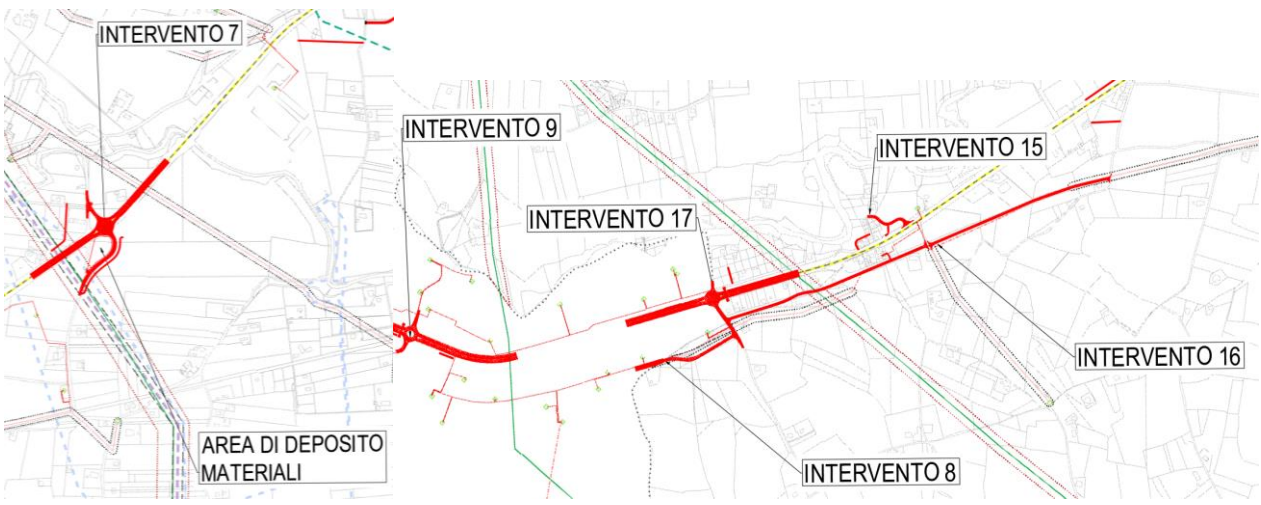 INTERVENTO 7
AREA DI DEPOSITO
MATERIALI
INTERVENTO 9
INTERVENTO 17
INTERVENTO 15
INTERVENTO 16
INTERVENTO 8